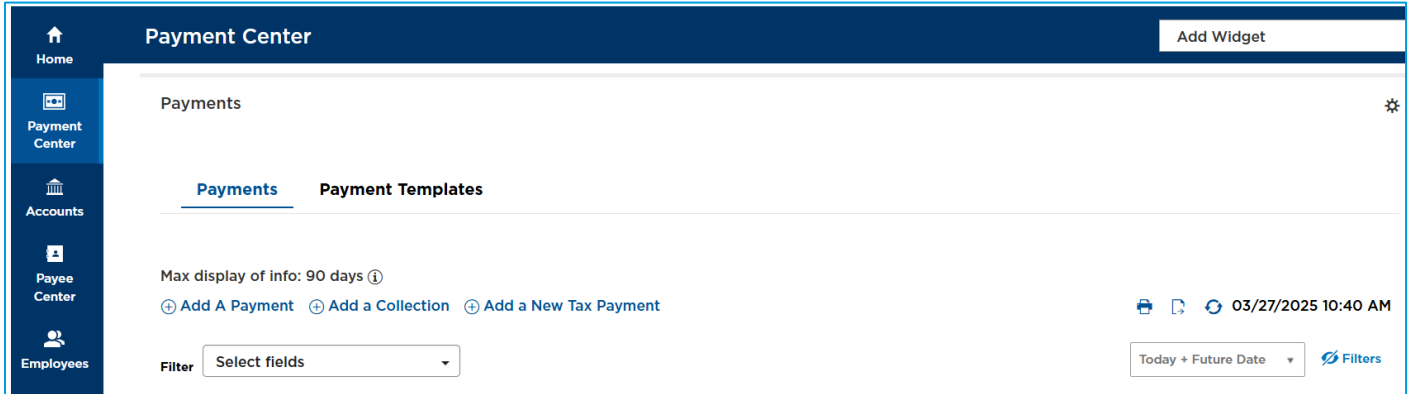 Home
Payment Center
Add Widget
Payment
Center
Accounts
Payee
Center
Employees
Payments
Payments Payment Templates
Max display of info: 90 days
Add A Payment Add a Collection Add a New Tax Payment
03/27/2025 10:40 AM
Filter Select fields
Today + Future Date Filters